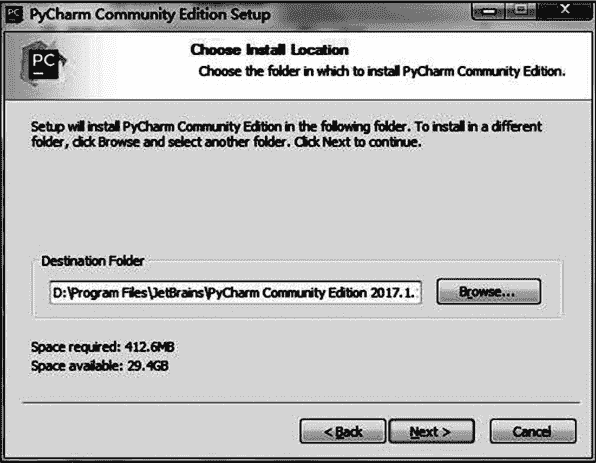 PyCharm Community Edition Setup
PC
Choose Install Location
Choose the folder in which to install PyCharm Community Edition.
Setup will install PyCharm Community Edition in the following folder. To install in a different
folder, click Browse and select another folder. Click Next to continue.
Destination Folder
D:\Program Files\JetBrains\PyCharm Community Edition 2017.1.
Browse...
Space required: 412.6MB
Space available: 29.4GB
< Back
Next >
Cancel